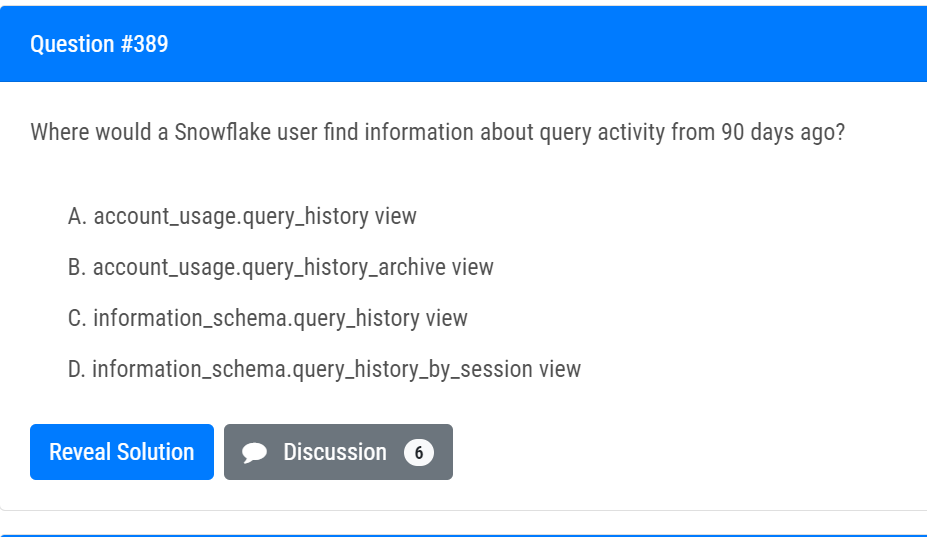 Question #389
Where would a Snowflake user find information about query activity from 90 days ago?
A. account_usage.query_history view
B. account_usage.query_history_archive view
C. information_schema.query_history view
D. information_schema.query_history_by_session view
Reveal Solution Discussion 6